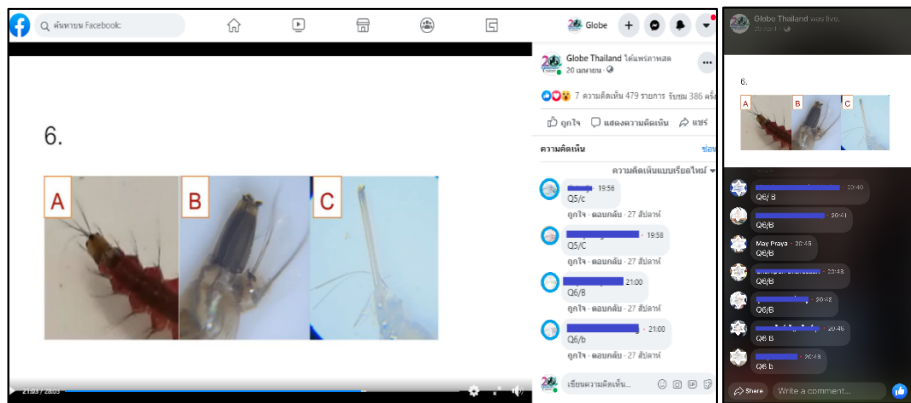 ค้นหาบน Facebook:
Globe
6.
A
B
C
21:03 / 28:03
Globe Thailand ได้แพร่ภาพสด
20 เมษายน
7 ความคิดเห็น 479 รายการ รับชม 386 ครั้ง
ถูกใจ แสดงความคิดเห็น แชร์
ความคิดเห็น
ความคิดเห็นแบบเรียลไทม์
19:56
Q5/c
ถูกใจ · ตอบกลับ · 27 สัปดาห์
19:58
Q5/C
ถูกใจ · ตอบกลับ · 27 สัปดาห์
21:00
Q6/B
ถูกใจ · ตอบกลับ · 27 สัปดาห์
21:00
Q6/b
ถูกใจ · ตอบกลับ · 27 สัปดาห์
เขียนความคิดเห็น...
Globe Thailand was live.
6.
A
B
C
20:40
Q6/ B
20:41
Q6/B
May Praya · 20:45
Q6/B
20:48
Q6/B
20:48
Q6/B
20:48
Q6 B
20:48
Q6 b
Share
Write a comment...